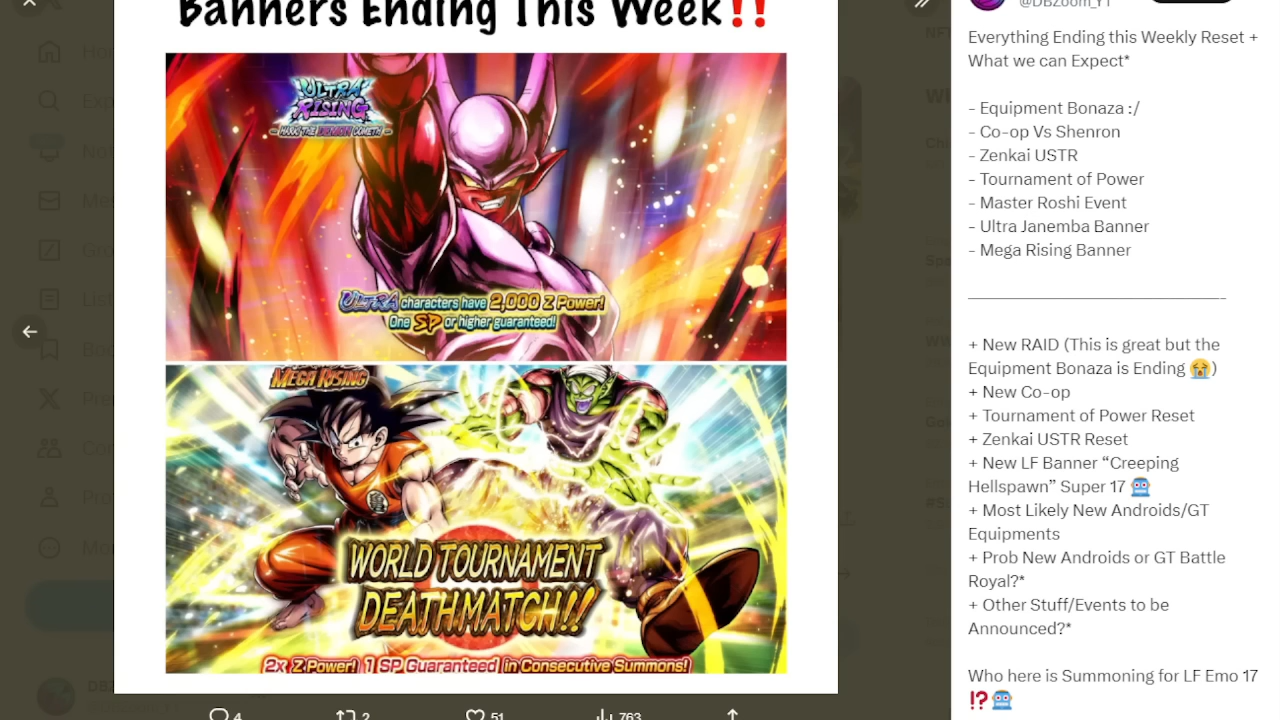 Banners Ending This Week‼️
ULTRA
RISING
- HARK! THE DEMON COMETH -
ULTRA characters have 2,000 Z Power!
One SP or higher guaranteed!
MEGA RISING
WORLD TOURNAMENT
DEATHMATCH!!
2x Z Power! 1 SP Guaranteed in Consecutive Summons!
4
2
51
763
@DBZoom_YT
Everything Ending this Weekly Reset +
What we can Expect*
- Equipment Bonaza :/
- Co-op Vs Shenron
- Zenkai USTR
- Tournament of Power
- Master Roshi Event
- Ultra Janemba Banner
- Mega Rising Banner
+ New RAID (This is great but the
Equipment Bonaza is Ending 😭)
+ New Co-op
+ Tournament of Power Reset
+ Zenkai USTR Reset
+ New LF Banner “Creeping
Hellspawn” Super 17 🤖
+ Most Likely New Androids/GT
Equipments
+ Prob New Androids or GT Battle
Royal?*
+ Other Stuff/Events to be
Announced?*
Who here is Summoning for LF Emo 17
⁉️🤖